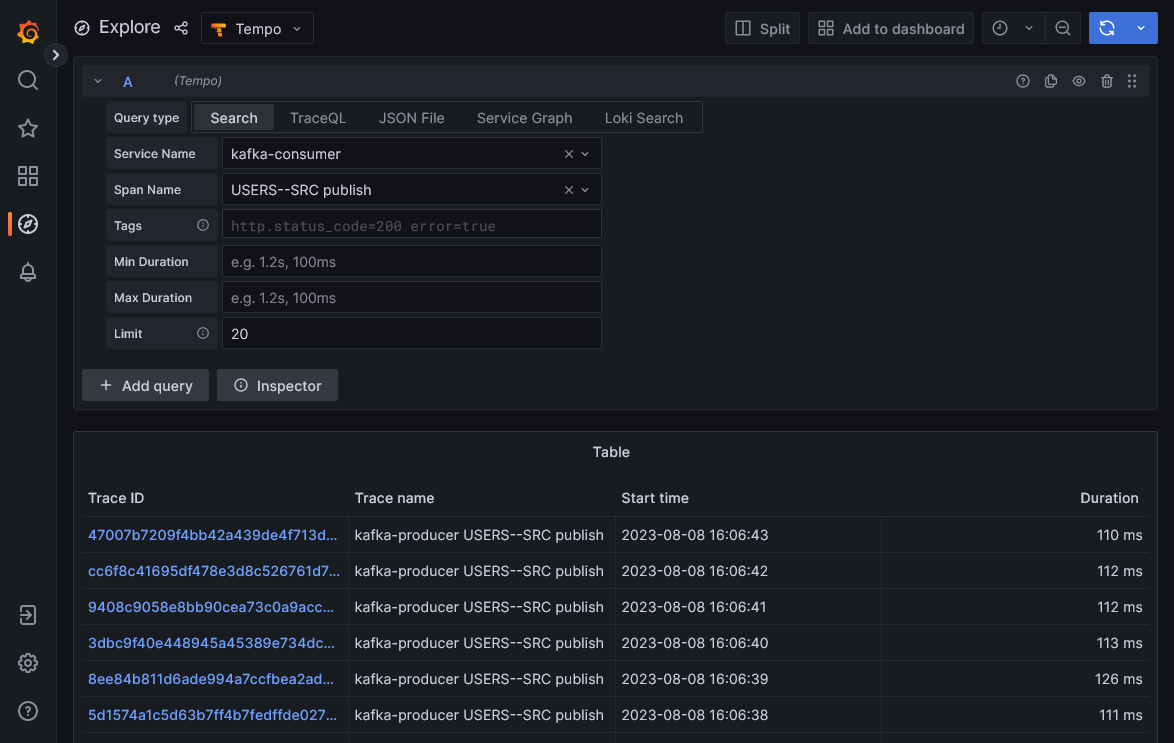 Explore Tempo Split Add to dashboard
A (Tempo)
Query type Search TraceQL JSON File Service Graph Loki Search
Service Name kafka-consumer
Span Name USERS--SRC publish
Tags http.status_code=200 error=true
Min Duration e.g. 1.2s, 100ms
Max Duration e.g. 1.2s, 100ms
Limit 20
+ Add query Inspector
Table
Trace ID Trace name Start time Duration
47007b7209f4bb42a439de4f713d... kafka-producer USERS--SRC publish 2023-08-08 16:06:43 110 ms
cc6f8c41695df478e3d8c526761d7... kafka-producer USERS--SRC publish 2023-08-08 16:06:42 112 ms
9408c9058e8bb90cea73c0a9acc... kafka-producer USERS--SRC publish 2023-08-08 16:06:41 112 ms
3dbc9f40e448945a45389e734dc... kafka-producer USERS--SRC publish 2023-08-08 16:06:40 113 ms
8ee84b811d6ade994a7ccfbea2ad... kafka-producer USERS--SRC publish 2023-08-08 16:06:39 126 ms
5d1574a1c5d63b7ff4b7fedffde027... kafka-producer USERS--SRC publish 2023-08-08 16:06:38 111 ms